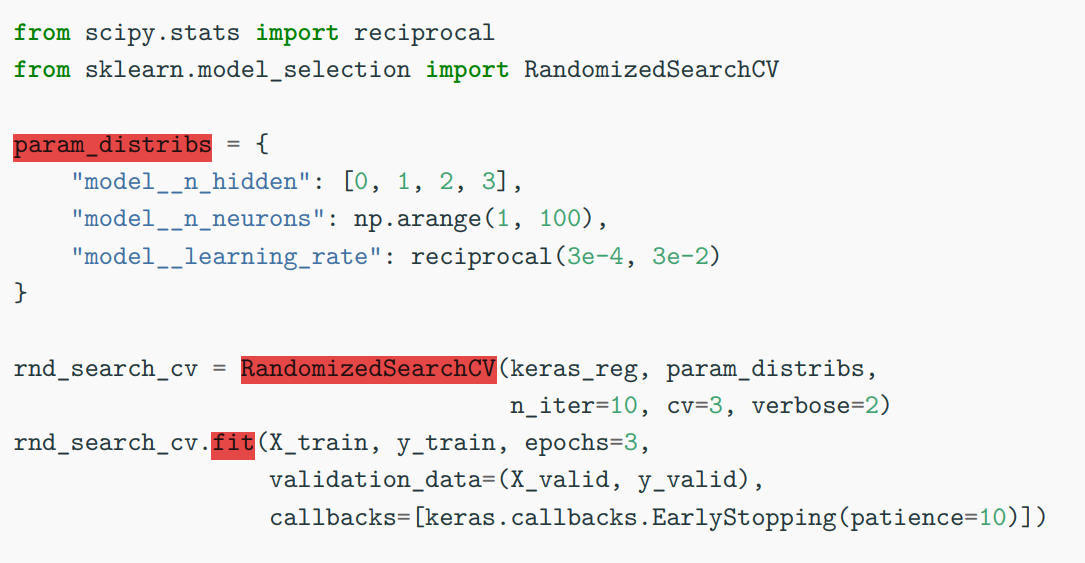 from scipy.stats import reciprocal
from sklearn.model_selection import RandomizedSearchCV
param_distribs = {
    "model__n_hidden": [0, 1, 2, 3],
    "model__n_neurons": np.arange(1, 100),
    "model__learning_rate": reciprocal(3e-4, 3e-2)
}
rnd_search_cv = RandomizedSearchCV(keras_reg, param_distribs,
                                   n_iter=10, cv=3, verbose=2)
rnd_search_cv.fit(X_train, y_train, epochs=3,
                  validation_data=(X_valid, y_valid),
                  callbacks=[keras.callbacks.EarlyStopping(patience=10)])